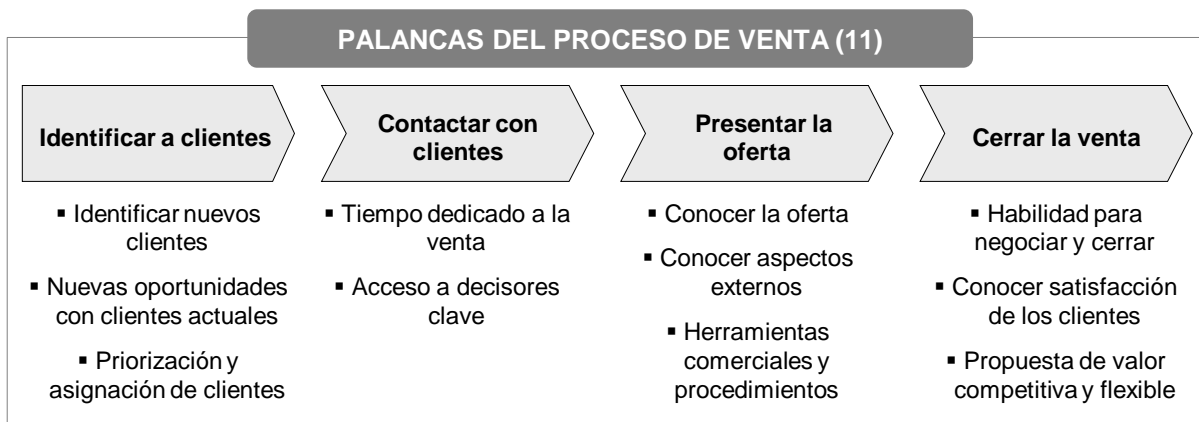 PALANCAS DEL PROCESO DE VENTA (11)
Identificar a clientes
▪ Identificar nuevos
clientes
▪ Nuevas oportunidades
con clientes actuales
▪ Priorización y
asignación de clientes
Contactar con
clientes
▪ Tiempo dedicado a la
venta
▪ Acceso a decisores
clave
Presentar la
oferta
▪ Conocer la oferta
▪ Conocer aspectos
externos
▪ Herramientas
comerciales y
procedimientos
Cerrar la venta
▪ Habilidad para
negociar y cerrar
▪ Conocer satisfacción
de los clientes
▪ Propuesta de valor
competitiva y flexible